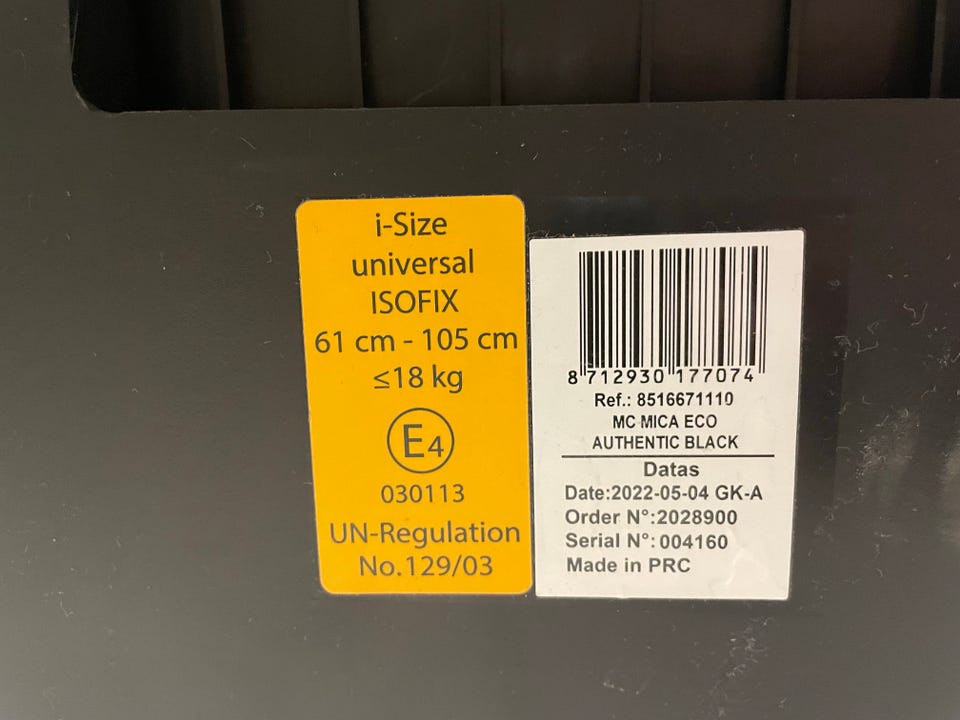 i-Size
universal
ISOFIX
61 cm - 105 cm
≤18 kg
E4
030113
UN-Regulation
No.129/03
8 712930 177074
Ref.: 8516671110
MC MICA ECO
AUTHENTIC BLACK
Datas
Date:2022-05-04 GK-A
Order N°:2028900
Serial N°: 004160
Made in PRC